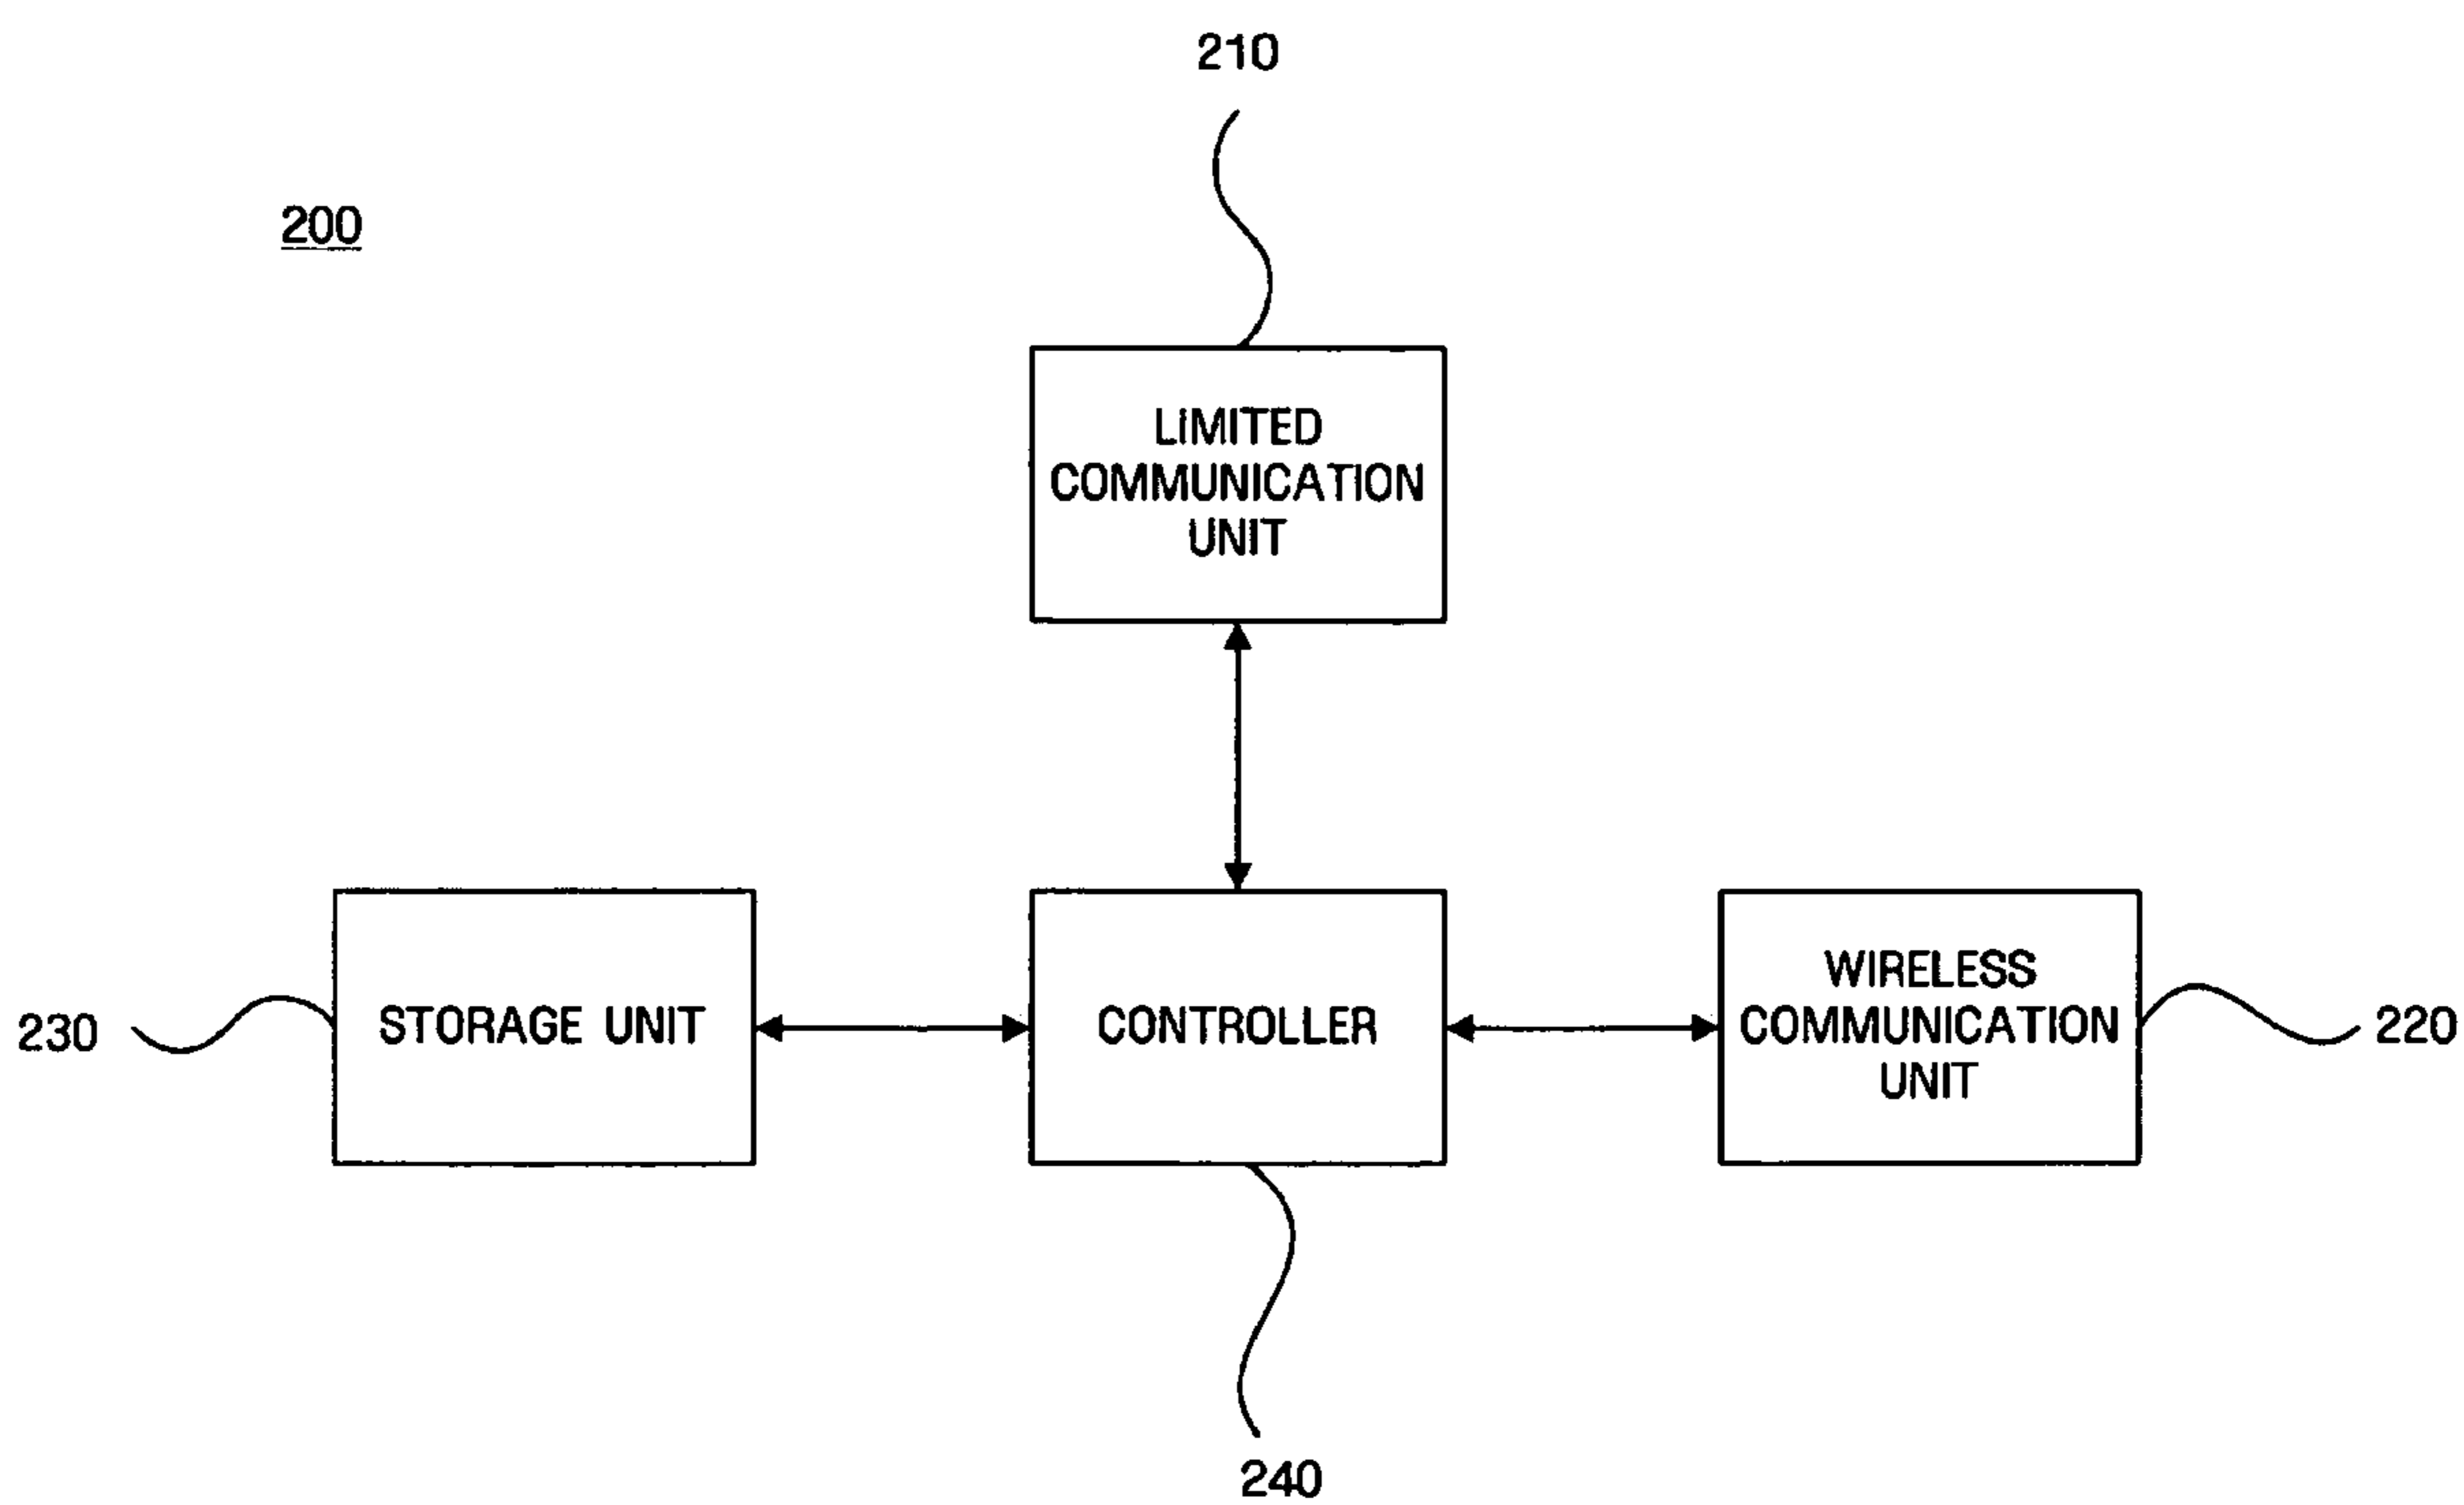 210
200
LIMITED
COMMUNICATION
UNIT
230
STORAGE UNIT
CONTROLLER
WIRELESS
COMMUNICATION
UNIT
220
240